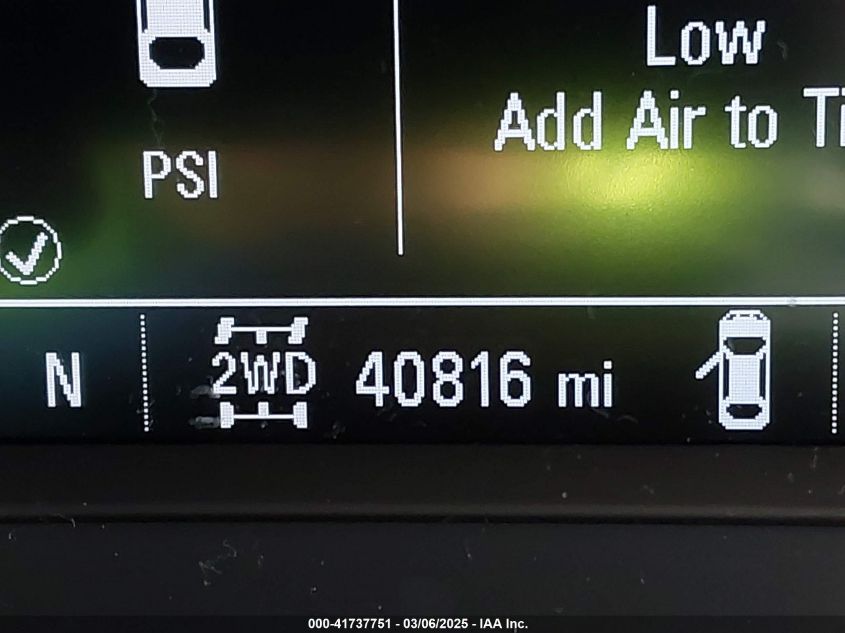 Low
Add Air to Ti
PSI
N
2WD
40816 mi
000-41737751 - 03/06/2025 - IAA Inc.